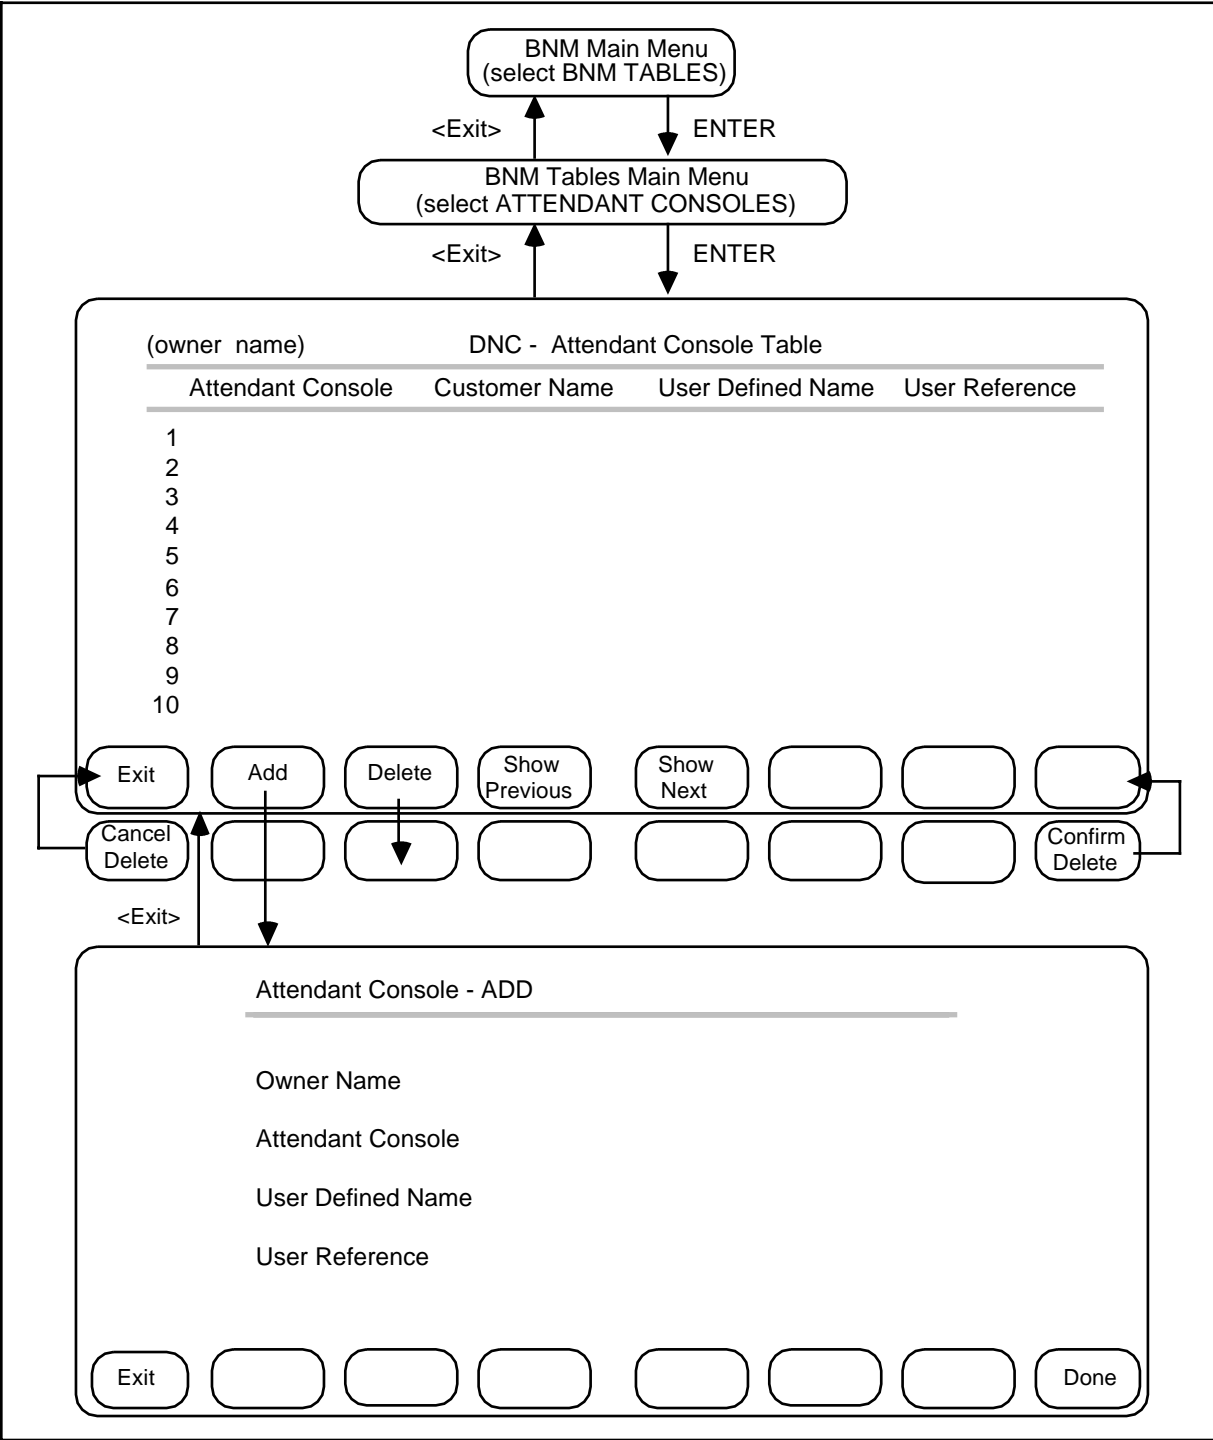 BNM Main Menu
(select BNM TABLES)
<Exit> ENTER
BNM Tables Main Menu
(select ATTENDANT CONSOLES)
<Exit> ENTER
(owner name) DNC - Attendant Console Table
Attendant Console Customer Name User Defined Name User Reference
1
2
3
4
5
6
7
8
9
10
Exit Add Delete Show Previous Show Next
Cancel Delete Confirm Delete
<Exit>
Attendant Console - ADD
Owner Name
Attendant Console
User Defined Name
User Reference
Exit Done